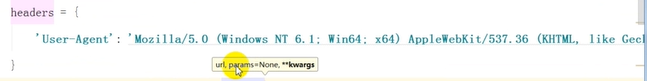 headers = {
'User-Agent': 'Mozilla/5.0 (Windows NT 6.1; Win64; x64) AppleWebKit/537.36 (KHTML, like Geck
}
url, params=None, **kwargs